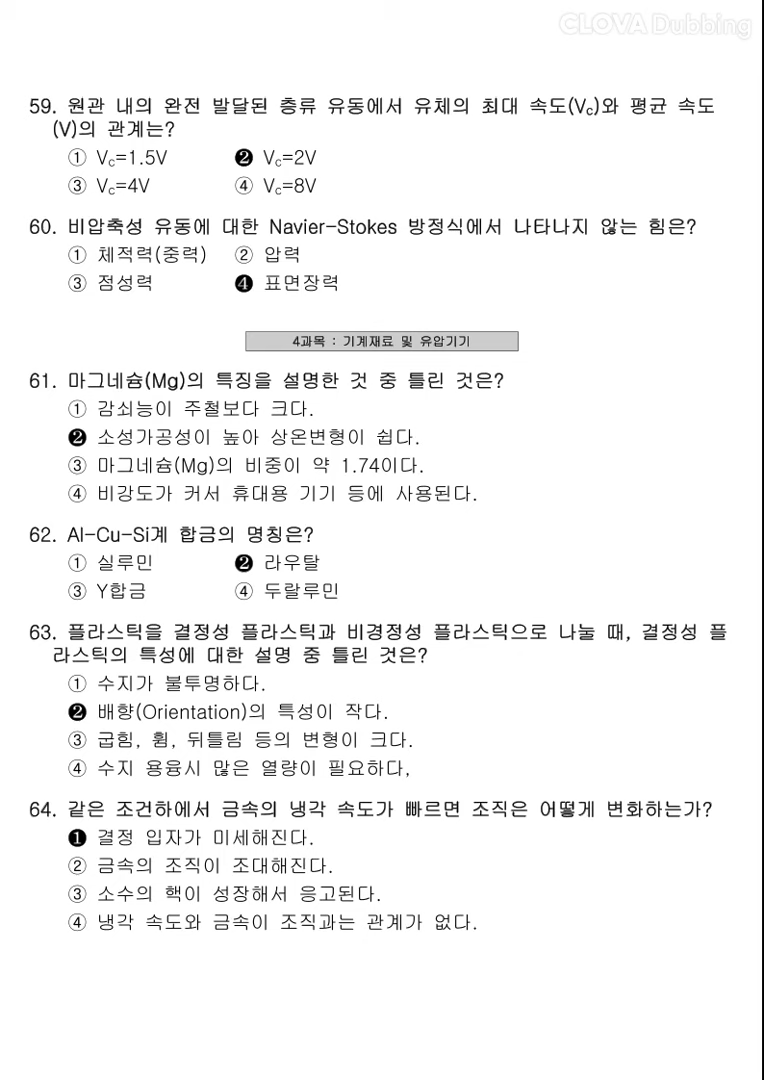 CLOVA Dubbing
59. 원관 내의 완전 발달된 층류 유동에서 유체의 최대 속도(Vc)와 평균 속도
(V)의 관계는?
① Vc=1.5V ❷ Vc=2V
③ Vc=4V ④ Vc=8V
60. 비압축성 유동에 대한 Navier-Stokes 방정식에서 나타나지 않는 힘은?
① 체적력(중력) ② 압력
③ 점성력 ❹ 표면장력
4과목 : 기계재료 및 유압기기
61. 마그네슘(Mg)의 특징을 설명한 것 중 틀린 것은?
① 감쇠능이 주철보다 크다.
❷ 소성가공성이 높아 상온변형이 쉽다.
③ 마그네슘(Mg)의 비중이 약 1.74이다.
④ 비강도가 커서 휴대용 기기 등에 사용된다.
62. Al-Cu-Si계 합금의 명칭은?
① 실루민 ❷ 라우탈
③ Y합금 ④ 두랄루민
63. 플라스틱을 결정성 플라스틱과 비경정성 플라스틱으로 나눌 때, 결정성 플
라스틱의 특성에 대한 설명 중 틀린 것은?
① 수지가 불투명하다.
❷ 배향(Orientation)의 특성이 작다.
③ 굽힘, 휨, 뒤틀림 등의 변형이 크다.
④ 수지 용융시 많은 열량이 필요하다,
64. 같은 조건하에서 금속의 냉각 속도가 빠르면 조직은 어떻게 변화하는가?
❶ 결정 입자가 미세해진다.
② 금속의 조직이 조대해진다.
③ 소수의 핵이 성장해서 응고된다.
④ 냉각 속도와 금속이 조직과는 관계가 없다.